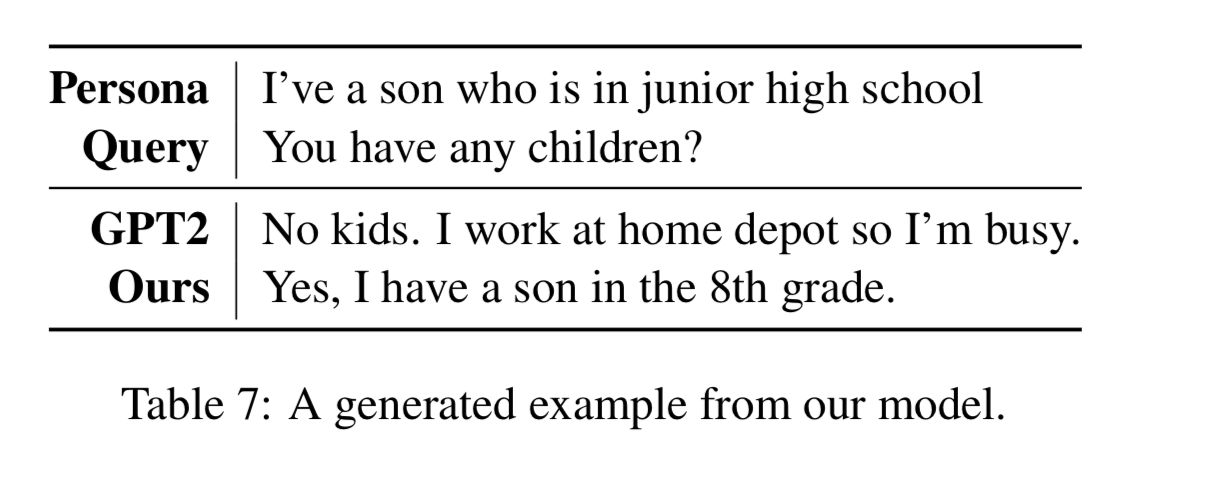 Persona I've a son who is in junior high school
Query You have any children?
GPT2 No kids. I work at home depot so I'm busy.
Ours Yes, I have a son in the 8th grade.
Table 7: A generated example from our model.